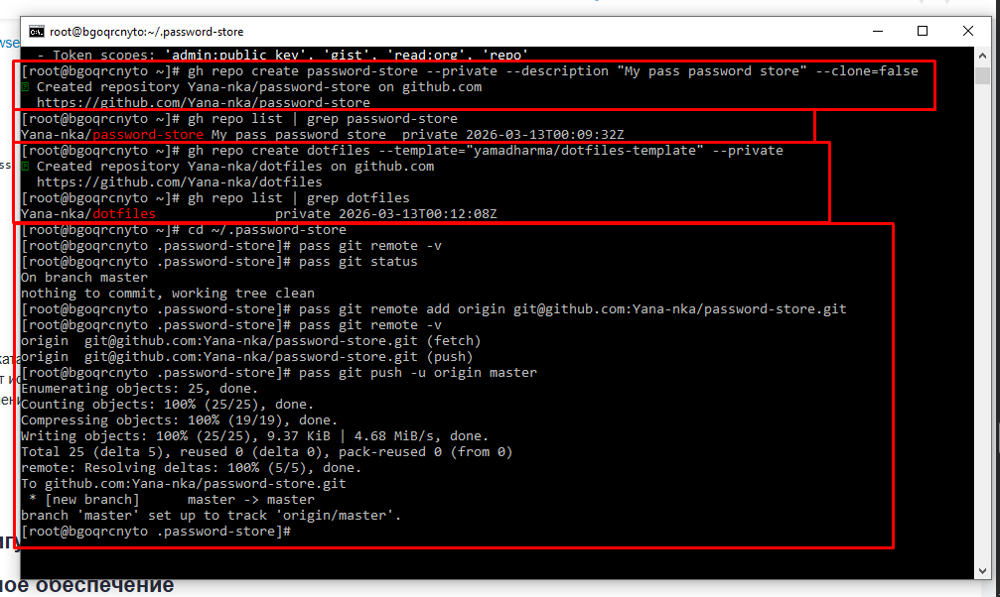 root@bgoqrcnyto:~/.password-store
- Token scopes: 'admin:public_key', 'gist', 'read:org', 'repo'
[root@bgoqrcnyto ~]# gh repo create password-store --private --description "My pass password store" --clone=false
Created repository Yana-nka/password-store on github.com
https://github.com/Yana-nka/password-store
[root@bgoqrcnyto ~]# gh repo list | grep password-store
Yana-nka/password-store My pass password store  private 2026-03-13T00:09:32Z
[root@bgoqrcnyto ~]# gh repo create dotfiles --template="yamadharma/dotfiles-template" --private
Created repository Yana-nka/dotfiles on github.com
https://github.com/Yana-nka/dotfiles
[root@bgoqrcnyto ~]# gh repo list | grep dotfiles
Yana-nka/dotfiles               private 2026-03-13T00:12:08Z
[root@bgoqrcnyto ~]# cd ~/.password-store
[root@bgoqrcnyto .password-store]# pass git remote -v
[root@bgoqrcnyto .password-store]# pass git status
On branch master
nothing to commit, working tree clean
[root@bgoqrcnyto .password-store]# pass git remote add origin git@github.com:Yana-nka/password-store.git
[root@bgoqrcnyto .password-store]# pass git remote -v
origin  git@github.com:Yana-nka/password-store.git (fetch)
origin  git@github.com:Yana-nka/password-store.git (push)
[root@bgoqrcnyto .password-store]# pass git push -u origin master
Enumerating objects: 25, done.
Counting objects: 100% (25/25), done.
Compressing objects: 100% (19/19), done.
Writing objects: 100% (25/25), 9.37 KiB | 4.68 MiB/s, done.
Total 25 (delta 5), reused 0 (delta 0), pack-reused 0 (from 0)
remote: Resolving deltas: 100% (5/5), done.
To github.com:Yana-nka/password-store.git
* [new branch]      master -> master
branch 'master' set up to track 'origin/master'.
[root@bgoqrcnyto .password-store]#
ное обеспечение